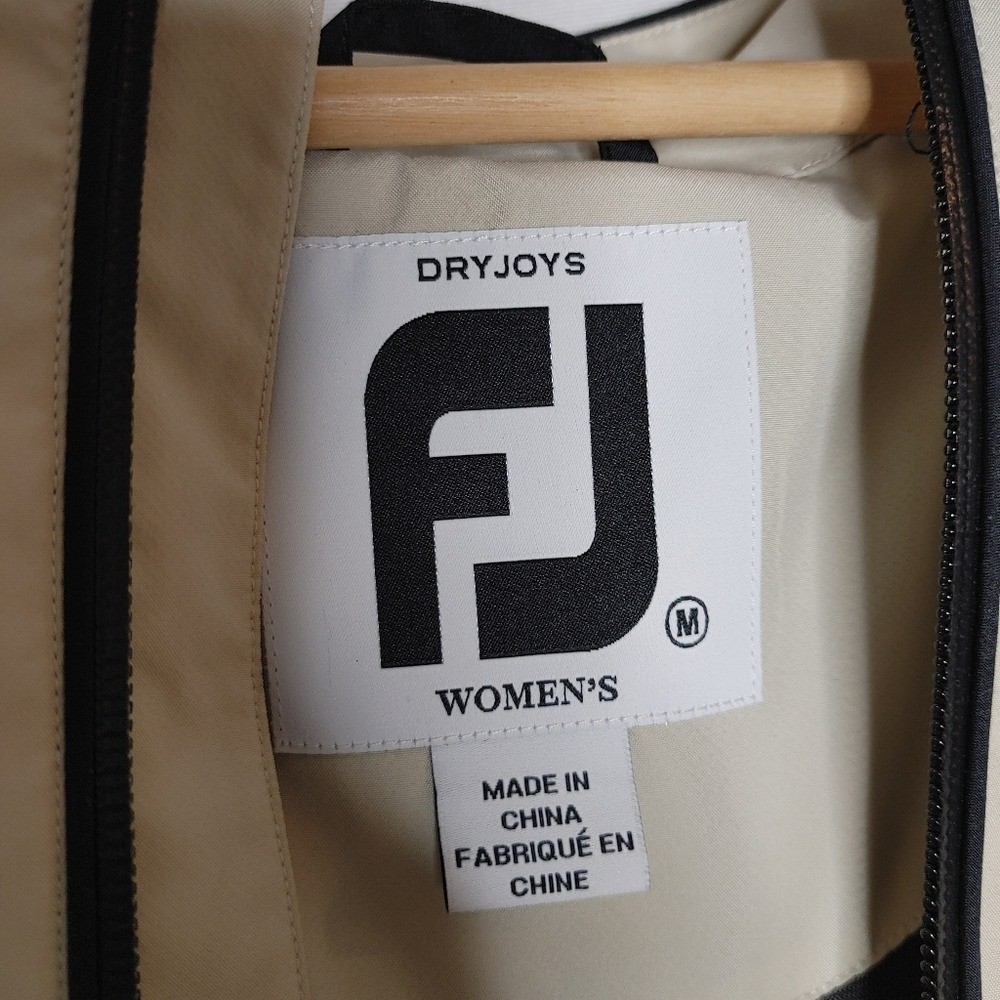 DRYJOYS
FJ
M
WOMEN'S
MADE IN
CHINA
FABRIQUÉ EN
CHINE